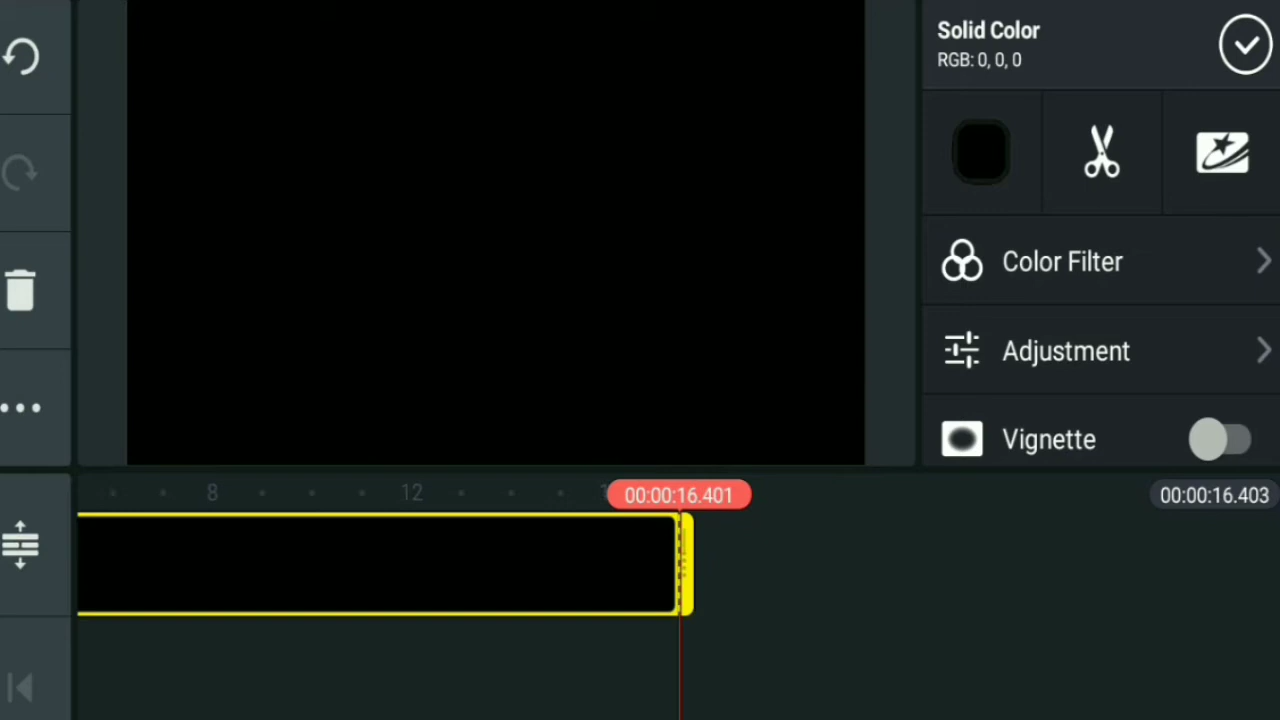 Solid Color
RGB: 0, 0, 0
Color Filter
Adjustment
Vignette
8
12
00:00:16.401
00:00:16.403